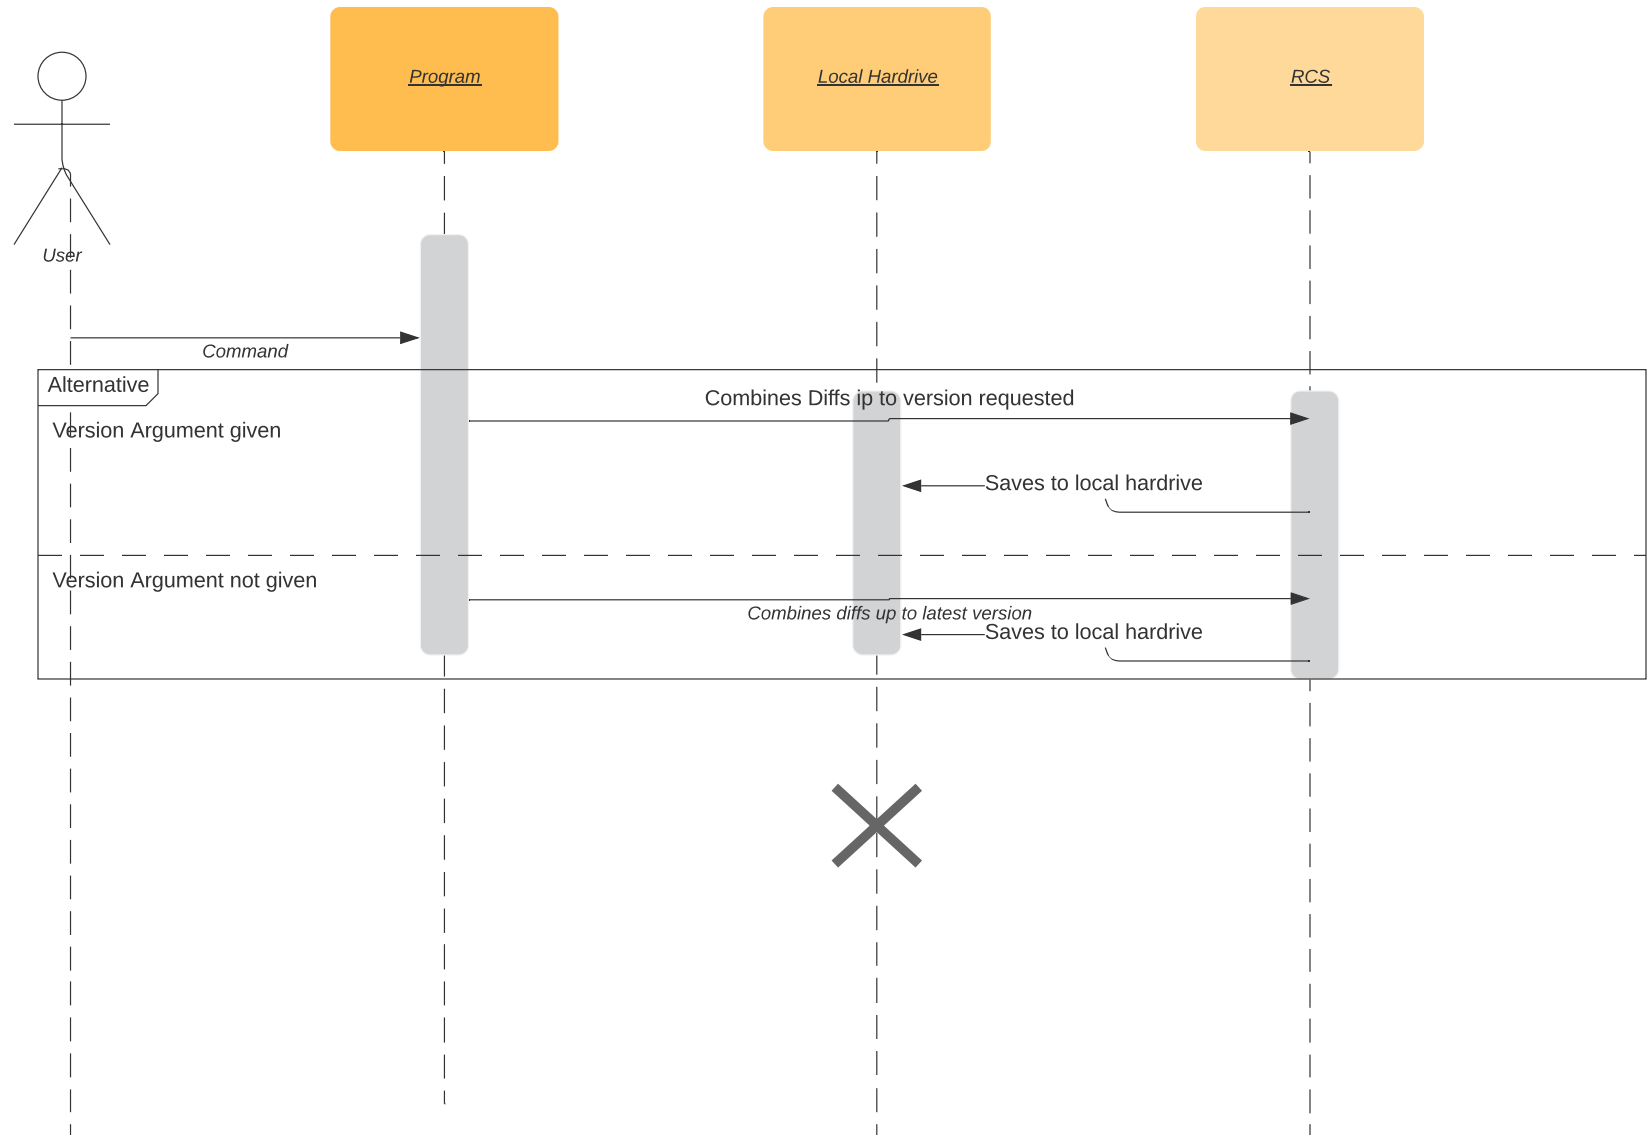 Program
Local Hardrive
RCS
User
Command
Alternative
Combines Diffs ip to version requested
Version Argument given
Saves to local hardrive
Version Argument not given
Combines diffs up to latest version
Saves to local hardrive